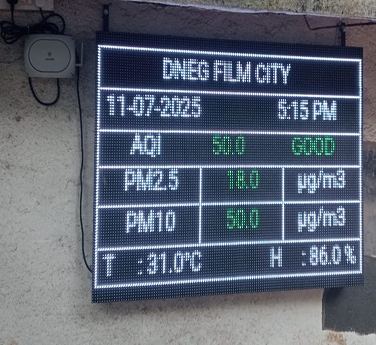 DNEG FILM CITY
11-07-2025 5:15 PM
AQI 50.0 GOOD
PM2.5 18.0 µg/m3
PM10 50.0 µg/m3
T : 31.0°C H : 86.0 %